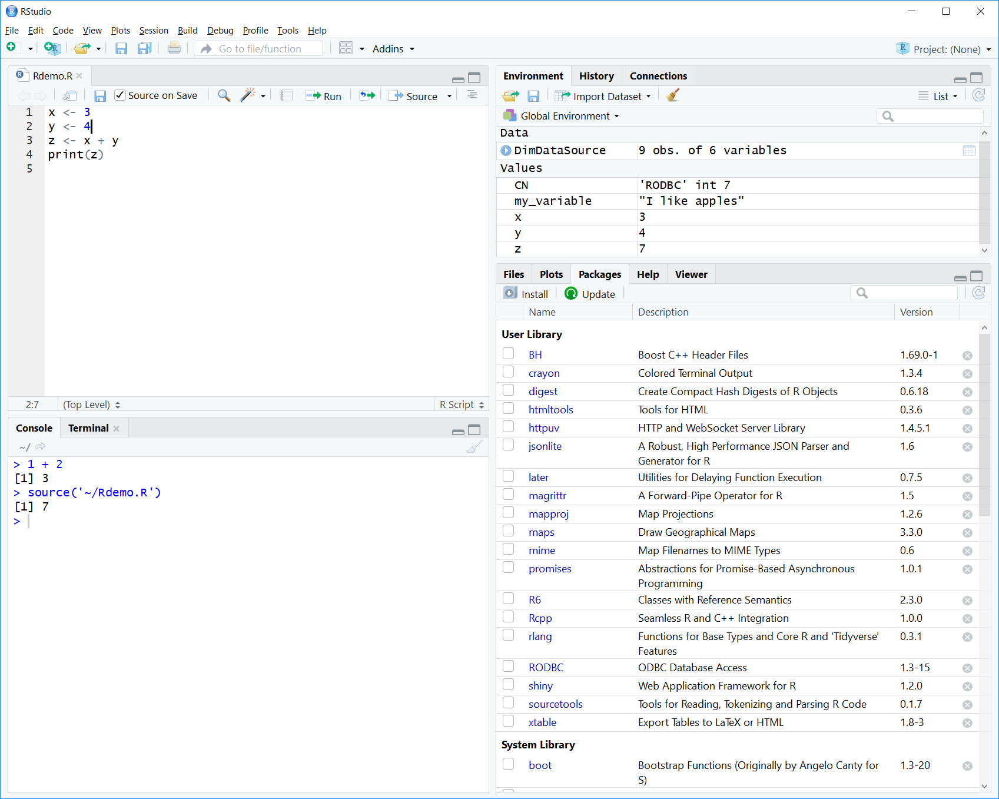 RStudio
File Edit Code View Plots Session Build Debug Profile Tools Help
Go to file/function Addins Project: (None)
Rdemo.R
Source on Save Run Source
1 x <- 3
2 y <- 4
3 z <- x + y
4 print(z)
5
2:7 (Top Level) R Script
Console Terminal
~/
> 1 + 2
[1] 3
> source('~/Rdemo.R')
[1] 7
>
Environment History Connections
Import Dataset List
Global Environment
Data
DimDataSource 9 obs. of 6 variables
Values
CN 'RODBC' int 7
my_variable "I like apples"
x 3
y 4
z 7
Files Plots Packages Help Viewer
Install Update
Name Description Version
User Library
BH Boost C++ Header Files 1.69.0-1
crayon Colored Terminal Output 1.3.4
digest Create Compact Hash Digests of R Objects 0.6.18
htmltools Tools for HTML 0.3.6
httpuv HTTP and WebSocket Server Library 1.4.5.1
jsonlite A Robust, High Performance JSON Parser and 1.6
Generator for R
later Utilities for Delaying Function Execution 0.7.5
magrittr A Forward-Pipe Operator for R 1.5
mapproj Map Projections 1.2.6
maps Draw Geographical Maps 3.3.0
mime Map Filenames to MIME Types 0.6
promises Abstractions for Promise-Based Asynchronous 1.0.1
Programming
R6 Classes with Reference Semantics 2.3.0
Rcpp Seamless R and C++ Integration 1.0.0
rlang Functions for Base Types and Core R and 'Tidyverse' 0.3.1
Features
RODBC ODBC Database Access 1.3-15
shiny Web Application Framework for R 1.2.0
sourcetools Tools for Reading, Tokenizing and Parsing R Code 0.1.7
xtable Export Tables to LaTeX or HTML 1.8-3
System Library
boot Bootstrap Functions (Originally by Angelo Canty for 1.3-20
S)